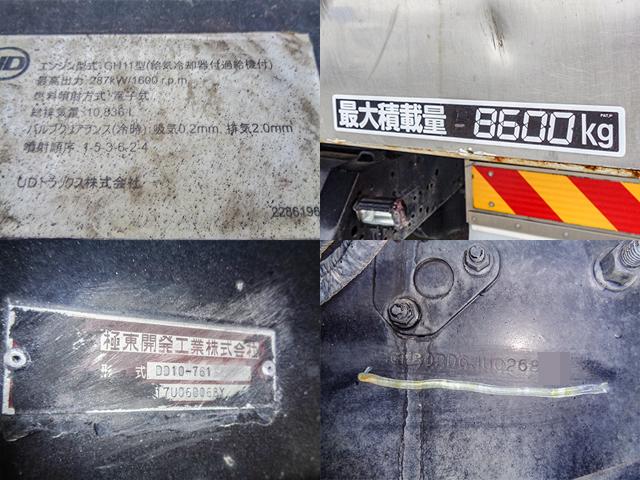 UD
エンジン型式:GH11型(給気冷却器付過給機付)
最高出力:287kW/1600r.p.m.
燃料噴射方式:電子式
総排気量:10.836L
バルブクリアランス(冷時):吸気0.2mm,排気2.0mm
噴射順序:1-5-3-6-2-4
UDトラックス株式会社
2286196
最大積載量 8600kg
PAT.P
極東開発工業株式会社
形 式 DD10-761